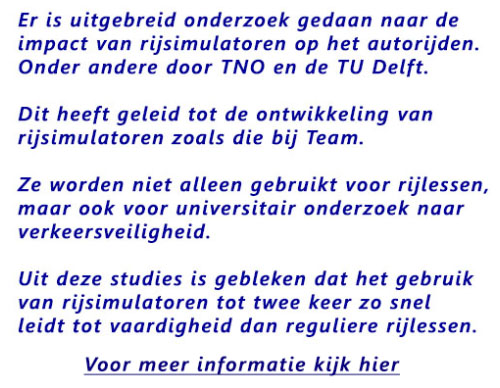 Er is uitgebreid onderzoek gedaan naar de
impact van rijsimulatoren op het autorijden.
Onder andere door TNO en de TU Delft.
Dit heeft geleid tot de ontwikkeling van
rijsimulatoren zoals die bij Team.
Ze worden niet alleen gebruikt voor rijlessen,
maar ook voor universitair onderzoek naar
verkeersveiligheid.
Uit deze studies is gebleken dat het gebruik
van rijsimulatoren tot twee keer zo snel
leidt tot vaardigheid dan reguliere rijlessen.
Voor meer informatie kijk hier